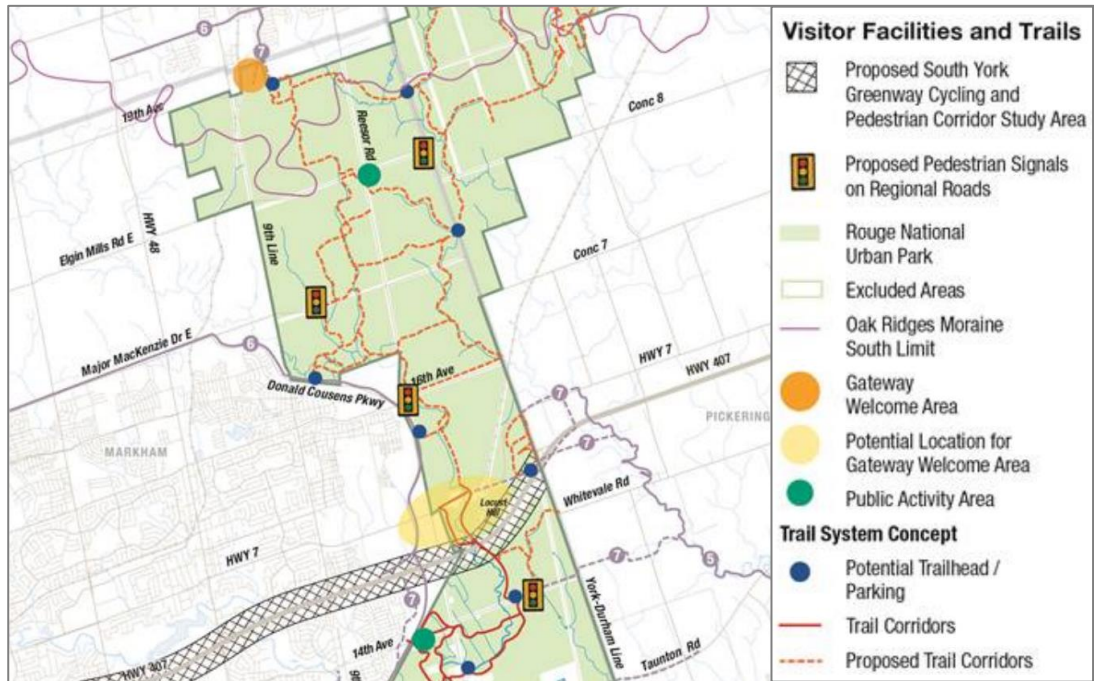 6
7
19th Ave
Reesor Rd
Conc 8
HWY 48
9th Line
Elgin Mills Rd E
Conc 7
Major MacKenzie Dr E
6
16th Ave
Donald Cousens Pkwy
HWY 7
HWY 407
7
MARKHAM
PICKERING
7
Locust
Hill
Whitevale Rd
HWY 7
7
5
7
York-Durham Line
14th Ave
Taunton Rd
HWY 407
Visitor Facilities and Trails
Proposed South York
Greenway Cycling and
Pedestrian Corridor Study Area
Proposed Pedestrian Signals
on Regional Roads
Rouge National
Urban Park
Excluded Areas
Oak Ridges Moraine
South Limit
Gateway
Welcome Area
Potential Location for
Gateway Welcome Area
Public Activity Area
Trail System Concept
Potential Trailhead /
Parking
Trail Corridors
Proposed Trail Corridors